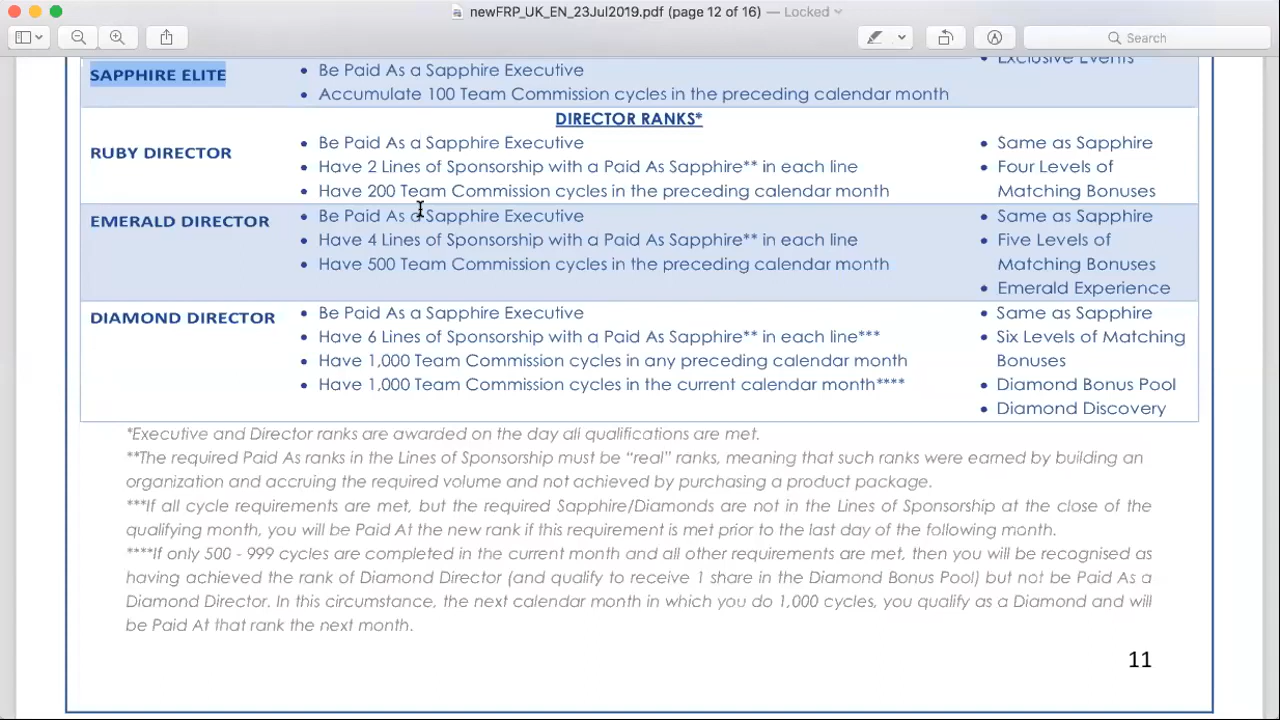 newFRP_UK_EN_23Jul2019.pdf (page 12 of 16) — Locked
Search
SAPPHIRE ELITE
• Be Paid As a Sapphire Executive
• Accumulate 100 Team Commission cycles in the preceding calendar month
• Exclusive Events
DIRECTOR RANKS*
RUBY DIRECTOR
• Be Paid As a Sapphire Executive
• Have 2 Lines of Sponsorship with a Paid As Sapphire** in each line
• Have 200 Team Commission cycles in the preceding calendar month
• Same as Sapphire
• Four Levels of
Matching Bonuses
EMERALD DIRECTOR
• Be Paid As a Sapphire Executive
• Have 4 Lines of Sponsorship with a Paid As Sapphire** in each line
• Have 500 Team Commission cycles in the preceding calendar month
• Same as Sapphire
• Five Levels of
Matching Bonuses
• Emerald Experience
DIAMOND DIRECTOR
• Be Paid As a Sapphire Executive
• Have 6 Lines of Sponsorship with a Paid As Sapphire** in each line***
• Have 1,000 Team Commission cycles in any preceding calendar month
• Have 1,000 Team Commission cycles in the current calendar month****
• Same as Sapphire
• Six Levels of Matching
Bonuses
• Diamond Bonus Pool
• Diamond Discovery
*Executive and Director ranks are awarded on the day all qualifications are met.
**The required Paid As ranks in the Lines of Sponsorship must be “real” ranks, meaning that such ranks were earned by building an
organization and accruing the required volume and not achieved by purchasing a product package.
***If all cycle requirements are met, but the required Sapphire/Diamonds are not in the Lines of Sponsorship at the close of the
qualifying month, you will be Paid At the new rank if this requirement is met prior to the last day of the following month.
****If only 500 - 999 cycles are completed in the current month and all other requirements are met, then you will be recognised as
having achieved the rank of Diamond Director (and qualify to receive 1 share in the Diamond Bonus Pool) but not be Paid As a
Diamond Director. In this circumstance, the next calendar month in which you do 1,000 cycles, you qualify as a Diamond and will
be Paid At that rank the next month.
11